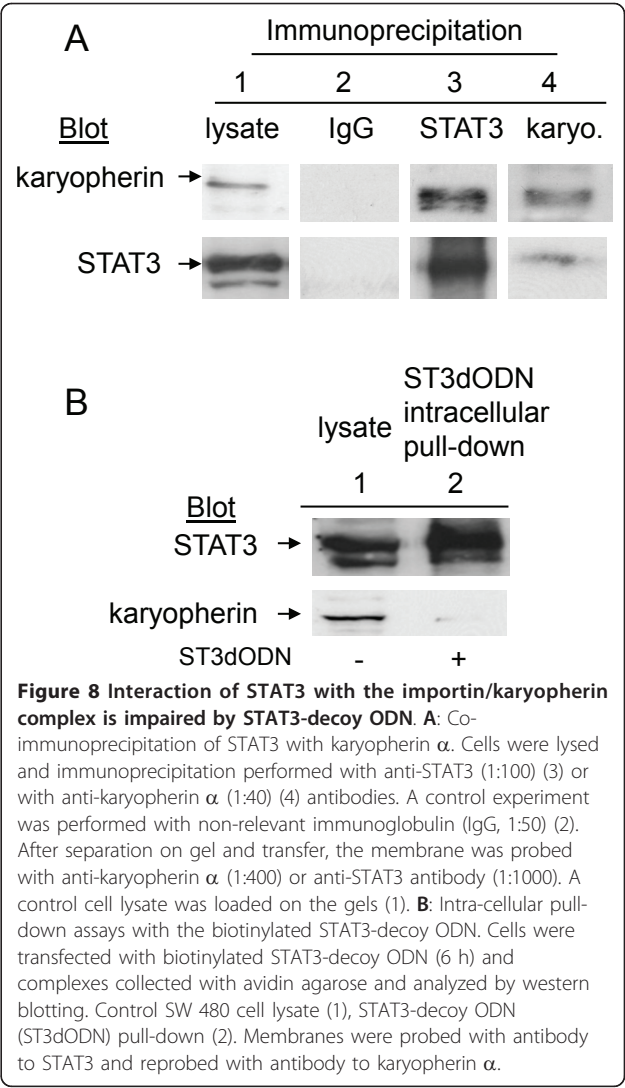 A
Immunoprecipitation
1 2 3 4
Blot lysate IgG STAT3 karyo.
karyopherin
STAT3
B
lysate
ST3dODN
intracellular
pull-down
1 2
Blot
STAT3
karyopherin
ST3dODN - +
Figure 8 Interaction of STAT3 with the importin/karyopherin
complex is impaired by STAT3-decoy ODN. A: Co-
immunoprecipitation of STAT3 with karyopherin α. Cells were lysed
and immunoprecipitation performed with anti-STAT3 (1:100) (3) or
with anti-karyopherin α (1:40) (4) antibodies. A control experiment
was performed with non-relevant immunoglobulin (IgG, 1:50) (2).
After separation on gel and transfer, the membrane was probed
with anti-karyopherin α (1:400) or anti-STAT3 antibody (1:1000). A
control cell lysate was loaded on the gels (1). B: Intra-cellular pull-
down assays with the biotinylated STAT3-decoy ODN. Cells were
transfected with biotinylated STAT3-decoy ODN (6 h) and
complexes collected with avidin agarose and analyzed by western
blotting. Control SW 480 cell lysate (1), STAT3-decoy ODN
(ST3dODN) pull-down (2). Membranes were probed with antibody
to STAT3 and reprobed with antibody to karyopherin α.